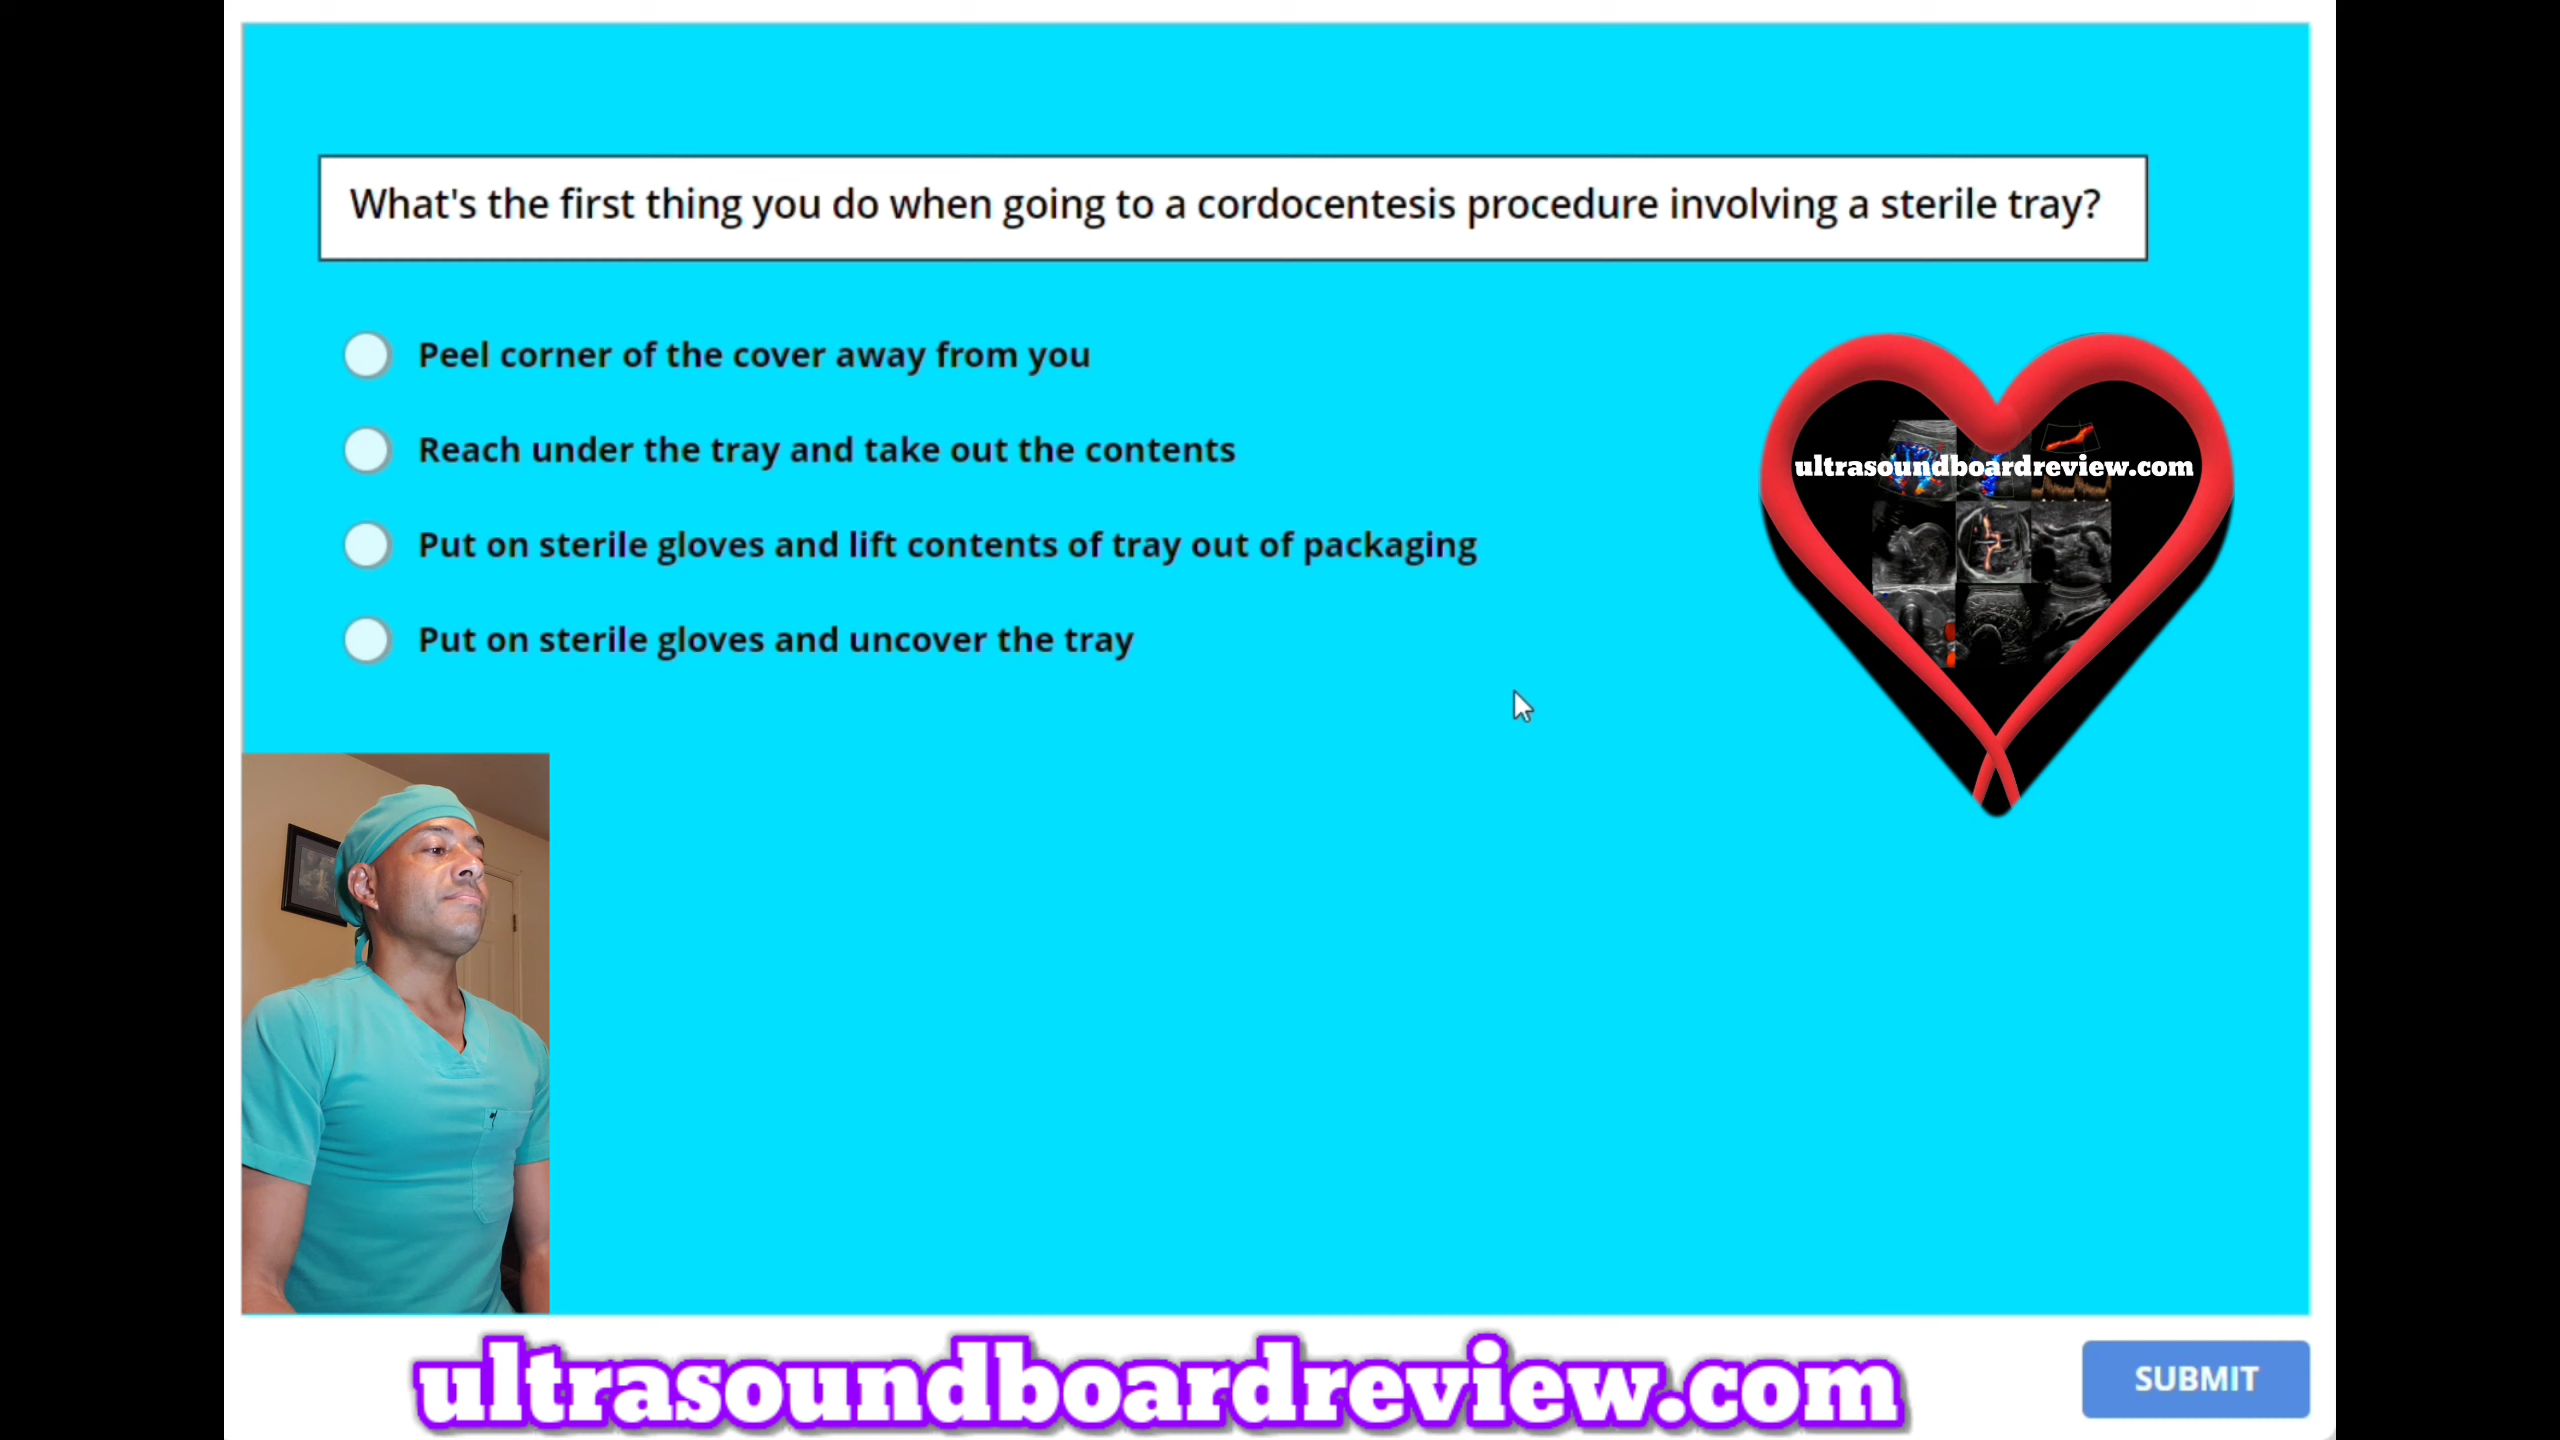 What's the first thing you do when going to a cordocentesis procedure involving a sterile tray?
Peel corner of the cover away from you
Reach under the tray and take out the contents
Put on sterile gloves and lift contents of tray out of packaging
Put on sterile gloves and uncover the tray
ultrasoundboardreview.com
ultrasoundboardreview.com
SUBMIT